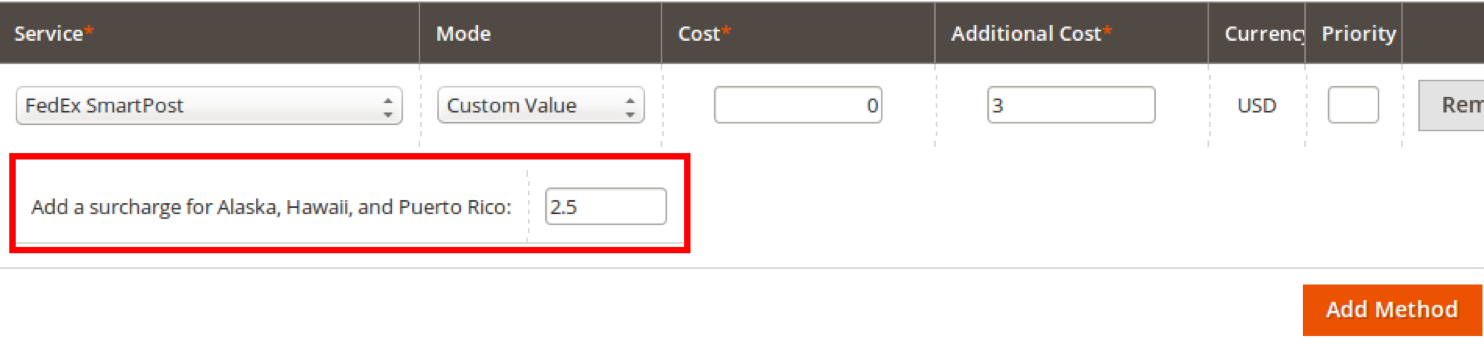 Service* Mode Cost* Additional Cost* Currency Priority
FedEx SmartPost Custom Value 0 3 USD Rem
Add a surcharge for Alaska, Hawaii, and Puerto Rico: 2.5
Add Method